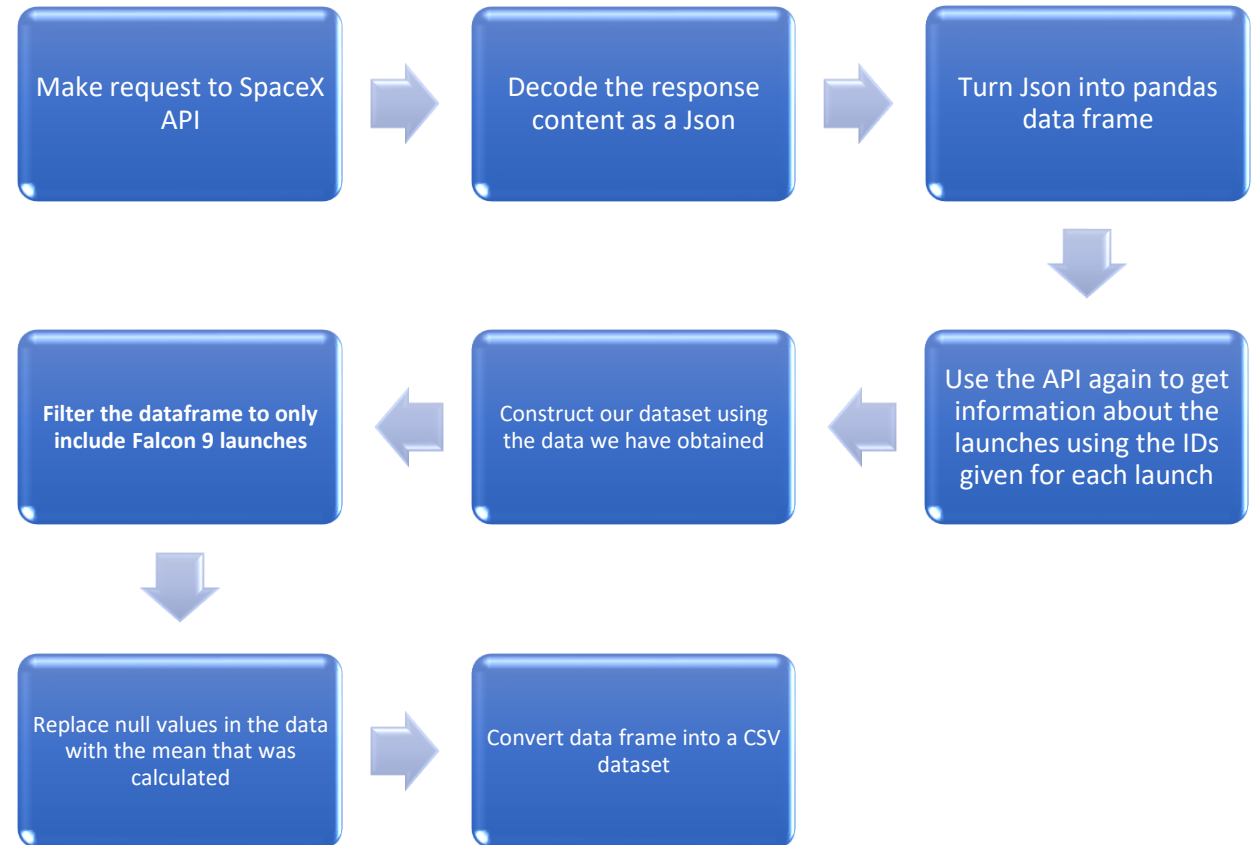 Make request to SpaceX
API
Decode the response
content as a Json
Turn Json into pandas
data frame
Use the API again to get
information about the
launches using the IDs
given for each launch
Construct our dataset using
the data we have obtained
Filter the dataframe to only
include Falcon 9 launches
Replace null values in the data
with the mean that was
calculated
Convert data frame into a CSV
dataset